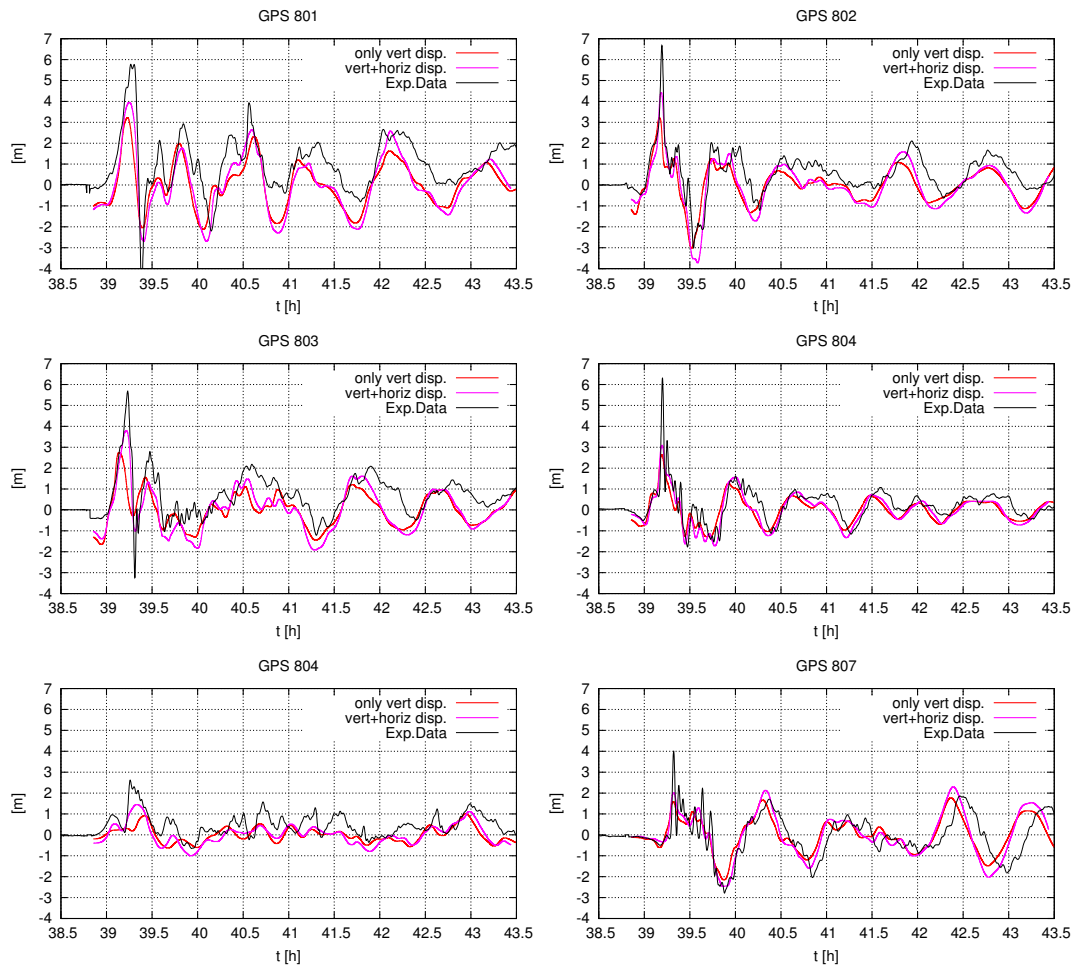 GPS 801
7
6
5
4
3
2
1
0
-1
-2
-3
-4
[m]
only vert disp.
vert+horiz disp.
Exp.Data
38.5 39 39.5 40 40.5 41 41.5 42 42.5 43 43.5
t [h]
GPS 802
7
6
5
4
3
2
1
0
-1
-2
-3
-4
[m]
only vert disp.
vert+horiz disp.
Exp.Data
38.5 39 39.5 40 40.5 41 41.5 42 42.5 43 43.5
t [h]
GPS 803
7
6
5
4
3
2
1
0
-1
-2
-3
-4
[m]
only vert disp.
vert+horiz disp.
Exp.Data
38.5 39 39.5 40 40.5 41 41.5 42 42.5 43 43.5
t [h]
GPS 804
7
6
5
4
3
2
1
0
-1
-2
-3
-4
[m]
only vert disp.
vert+horiz disp.
Exp.Data
38.5 39 39.5 40 40.5 41 41.5 42 42.5 43 43.5
t [h]
GPS 804
7
6
5
4
3
2
1
0
-1
-2
-3
-4
[m]
only vert disp.
vert+horiz disp.
Exp.Data
38.5 39 39.5 40 40.5 41 41.5 42 42.5 43 43.5
t [h]
GPS 807
7
6
5
4
3
2
1
0
-1
-2
-3
-4
[m]
only vert disp.
vert+horiz disp.
Exp.Data
38.5 39 39.5 40 40.5 41 41.5 42 42.5 43 43.5
t [h]